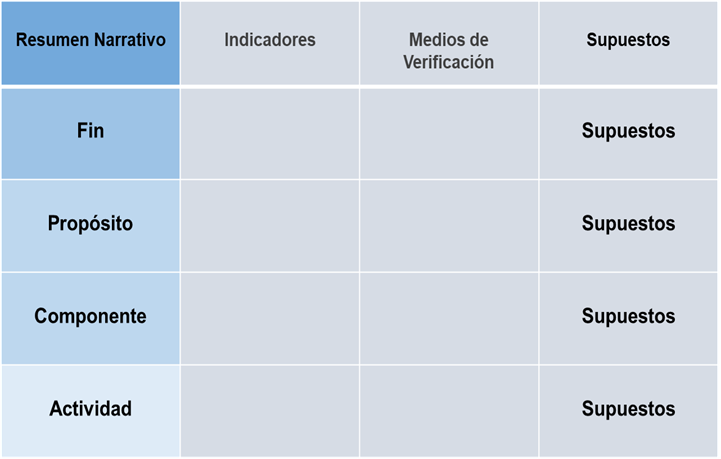 Resumen Narrativo
Indicadores
Medios de
Verificación
Supuestos
Fin
Supuestos
Propósito
Supuestos
Componente
Supuestos
Actividad
Supuestos